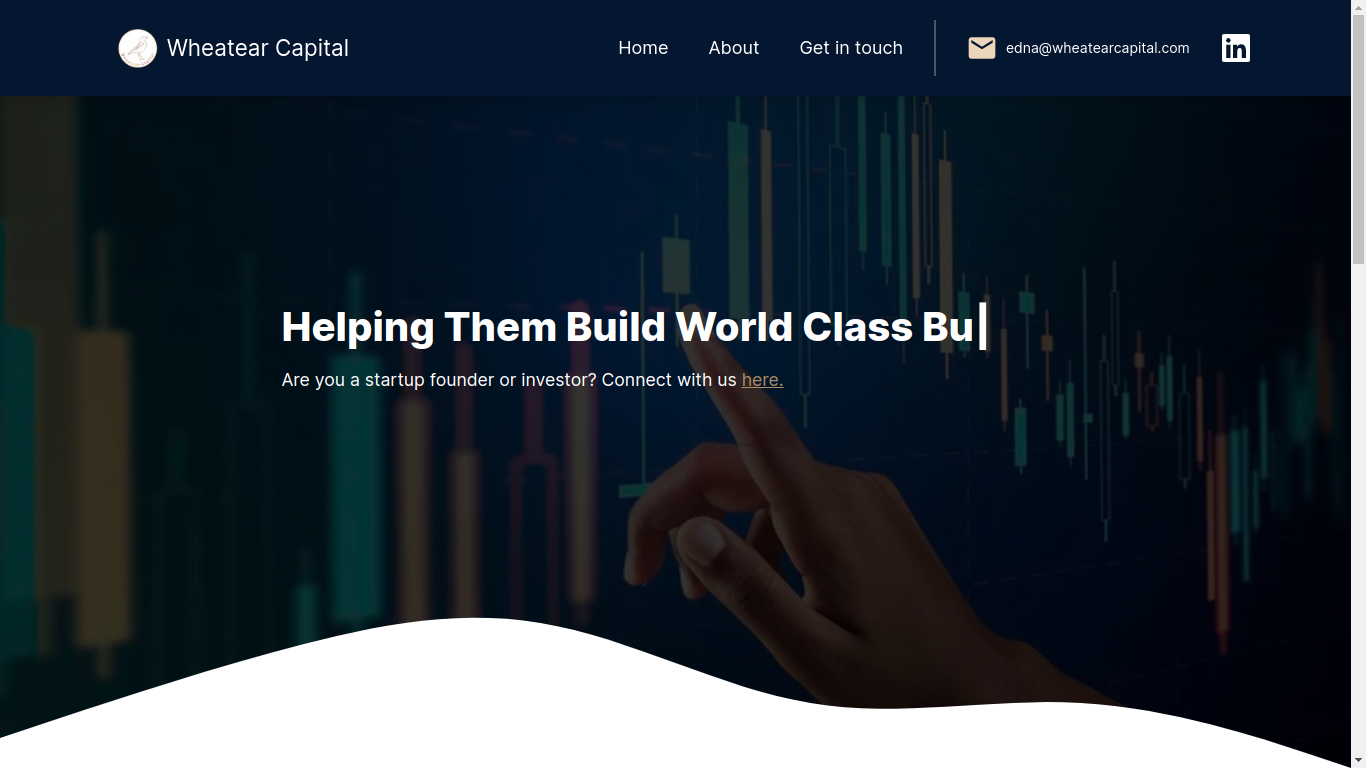 Wheatear Capital
Home
About
Get in touch
edna@wheatearcapital.com
Helping Them Build World Class Bu
Are you a startup founder or investor? Connect with us here.